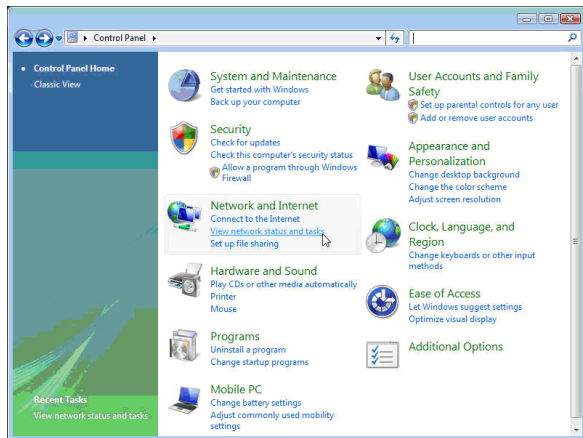 Control Panel
Control Panel Home
Classic View
Recent Tasks
View network status and tasks
System and Maintenance
Get started with Windows
Back up your computer
Security
Check for updates
Check this computer's security status
Allow a program through Windows
Firewall
Network and Internet
Connect to the Internet
View network status and tasks
Set up file sharing
Hardware and Sound
Play CDs or other media automatically
Printer
Mouse
Programs
Uninstall a program
Change startup programs
Mobile PC
Change battery settings
Adjust commonly used mobility
settings
User Accounts and Family
Safety
Set up parental controls for any user
Add or remove user accounts
Appearance and
Personalization
Change desktop background
Change the color scheme
Adjust screen resolution
Clock, Language, and
Region
Change keyboards or other input
methods
Ease of Access
Let Windows suggest settings
Optimize visual display
Additional Options